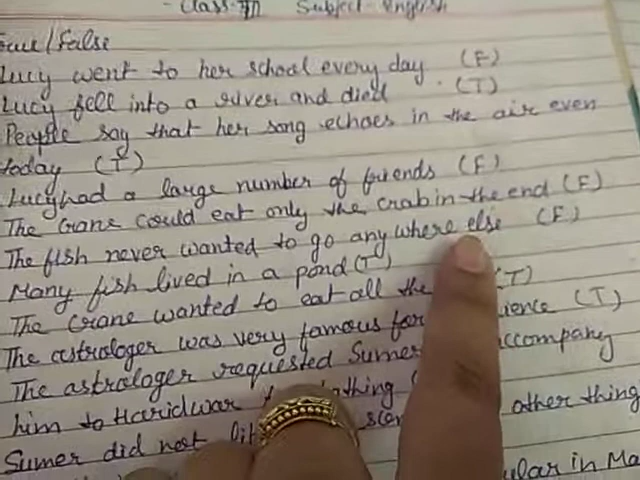 Class- Subject- English
True/False
Lucy went to her school every day (F)
Lucy fell into a river and died (T)
People say that her song echoes in the air even
today (T)
Lucy had a large number of friends (F)
The Crane could eat only the crab in the end (F)
The fish never wanted to go any where else (F)
Many fish lived in a pond (T)
The Crane wanted to eat all the (T)
The astrologer was very famous for (T)
The astrologer requested Sumer accompany
him to Haridwar
Sumer did not other thing
in